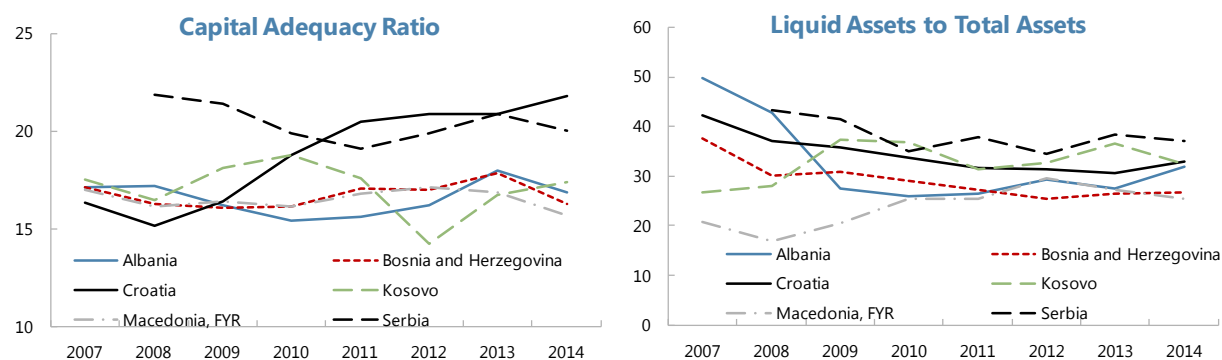 Capital Adequacy Ratio
25
20
15
10
Albania
Bosnia and Herzegovina
Croatia
Kosovo
Macedonia, FYR
Serbia
2007 2008 2009 2010 2011 2012 2013 2014
Liquid Assets to Total Assets
60
50
40
30
20
10
0
Albania
Bosnia and Herzegovina
Croatia
Kosovo
Macedonia, FYR
Serbia
2007 2008 2009 2010 2011 2012 2013 2014